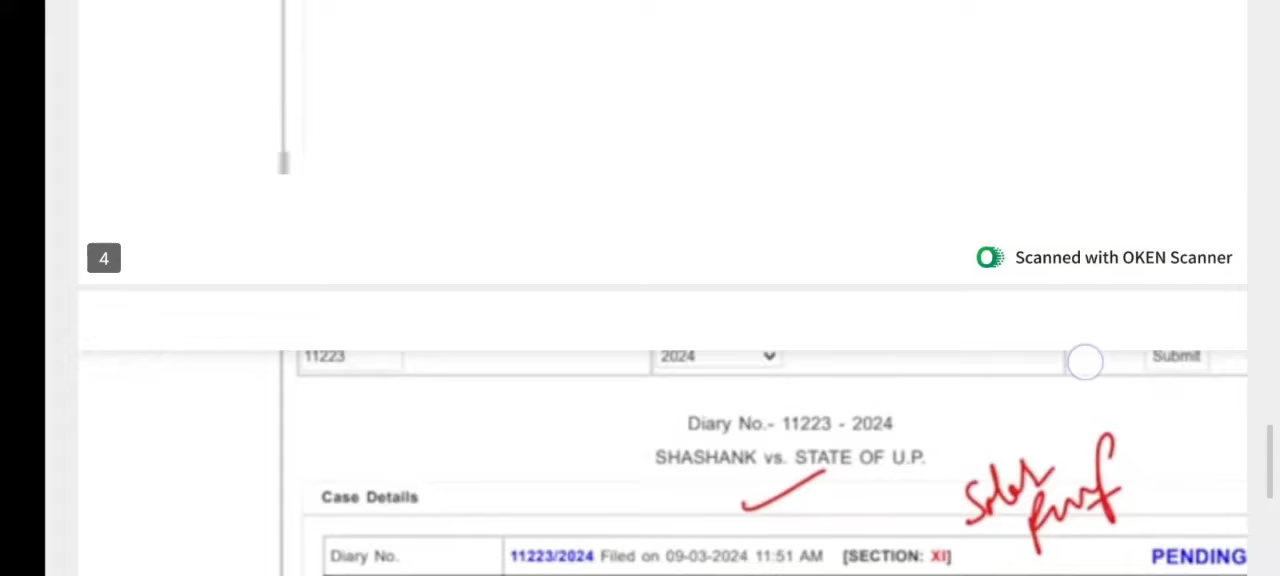 4
Scanned with OKEN Scanner
11223 2024 Submit
Diary No.- 11223 - 2024
SHASHANK vs. STATE OF U.P.
Case Details
Diary No. 11223/2024 Filed on 09-03-2024 11:51 AM [SECTION: XI] PENDING